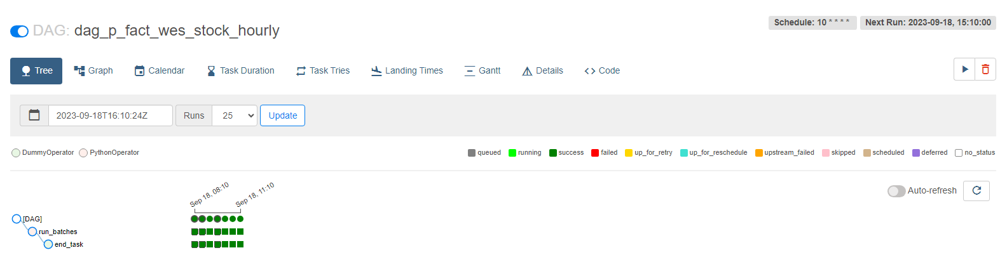 DAG: dag_p_fact_wes_stock_hourly
Schedule: 10 * * * *
Next Run: 2023-09-18, 15:10:00
Tree
Graph
Calendar
Task Duration
Task Tries
Landing Times
Gantt
Details
Code
2023-09-18T16:10:24Z
Runs
25
Update
DummyOperator
PythonOperator
queued
running
success
failed
up_for_retry
up_for_reschedule
upstream_failed
skipped
scheduled
deferred
no_status
Auto-refresh
Sep 18, 08:10
Sep 18, 11:10
[DAG]
run_batches
end_task